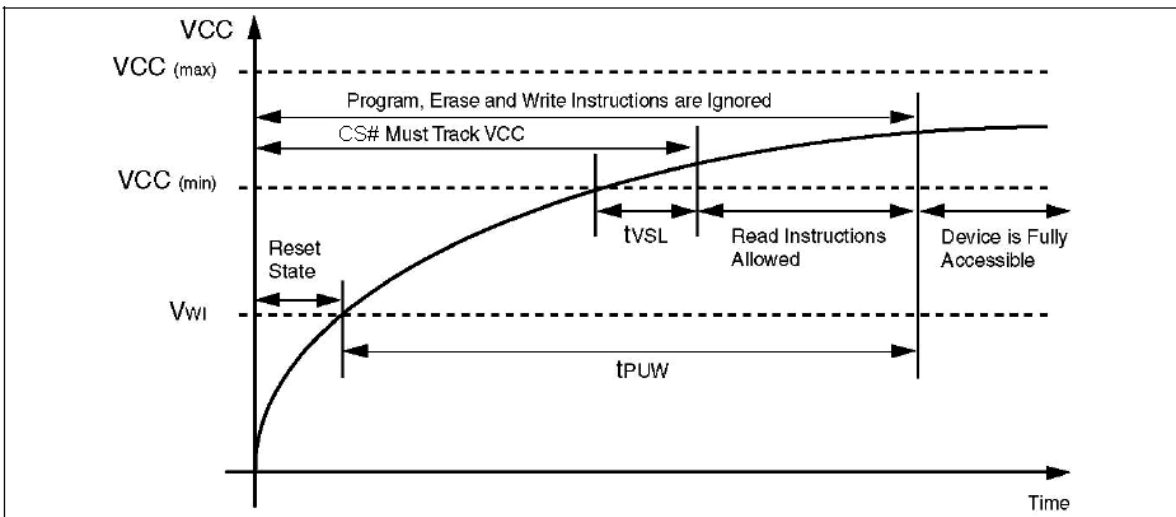 VCC
VCC (max)
Program, Erase and Write Instructions are Ignored
CS# Must Track VCC
VCC (min)
tVSL
Read Instructions
Allowed
Device is Fully
Accessible
Reset
State
VWI
tPUW
Time